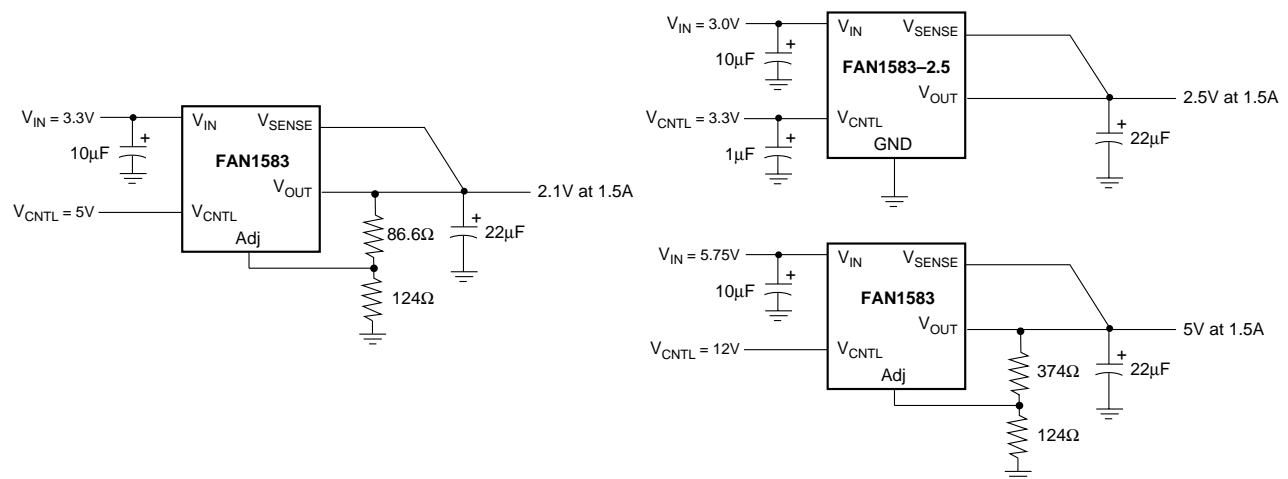 V_IN = 3.3V
10µF
V_CNTL = 5V
V_IN
V_SENSE
FAN1583
V_OUT
V_CNTL
Adj
86.6Ω
124Ω
22µF
+
+
2.1V at 1.5A
V_IN = 3.0V
10µF
+
V_CNTL = 3.3V
1µF
+
V_IN
V_SENSE
FAN1583–2.5
V_OUT
V_CNTL
GND
+
22µF
2.5V at 1.5A
V_IN = 5.75V
10µF
+
V_CNTL = 12V
V_IN
V_SENSE
FAN1583
V_OUT
V_CNTL
Adj
374Ω
124Ω
+
22µF
5V at 1.5A